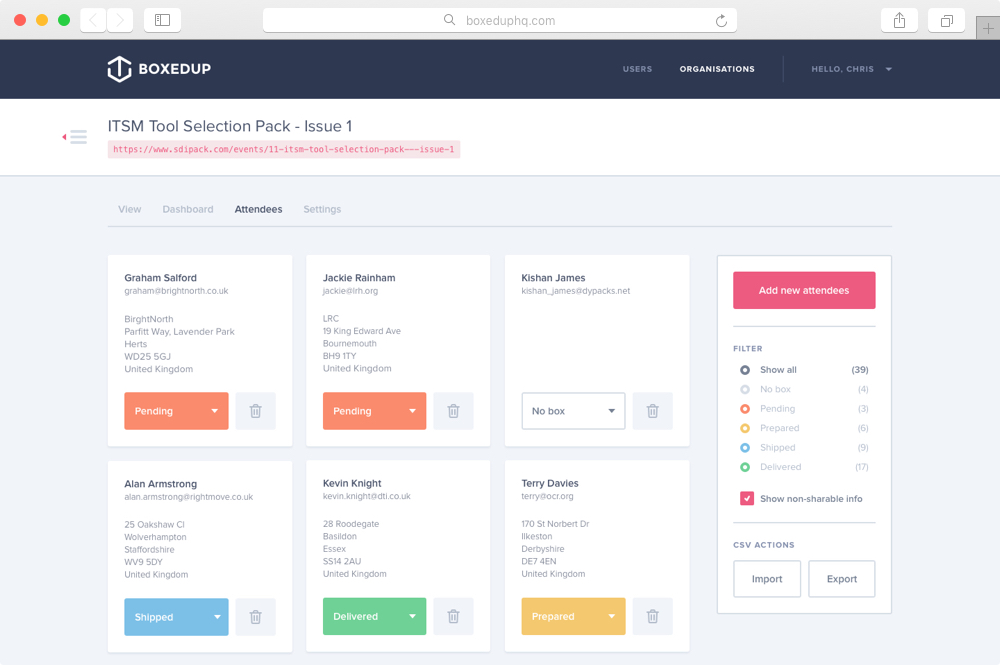 boxeduphq.com
BOXEDUP
USERS
ORGANISATIONS
HELLO, CHRIS
ITSM Tool Selection Pack - Issue 1
https://www.sdipack.com/events/11-itsm-tool-selection-pack---issue-1
View
Dashboard
Attendees
Settings
Graham Salford
graham@brightnorth.co.uk
BirghtNorth
Parfitt Way, Lavender Park
Herts
WD25 5GJ
United Kingdom
Pending
Jackie Rainham
jackie@lrh.org
LRC
19 King Edward Ave
Bournemouth
BH9 1TY
United Kingdom
Pending
Kishan James
kishan_james@dypacks.net
No box
Alan Armstrong
alan.armstrong@rightmove.co.uk
25 Oakshaw Cl
Wolverhampton
Staffordshire
WV9 5DY
United Kingdom
Shipped
Kevin Knight
kevin.knight@dti.co.uk
28 Roodegate
Basildon
Essex
SS14 2AU
United Kingdom
Delivered
Terry Davies
terry@ocr.org
170 St Norbert Dr
Ilkeston
Derbyshire
DE7 4EN
United Kingdom
Prepared
Add new attendees
FILTER
Show all (39)
No box (4)
Pending (3)
Prepared (6)
Shipped (9)
Delivered (17)
Show non-sharable info
CSV ACTIONS
Import
Export